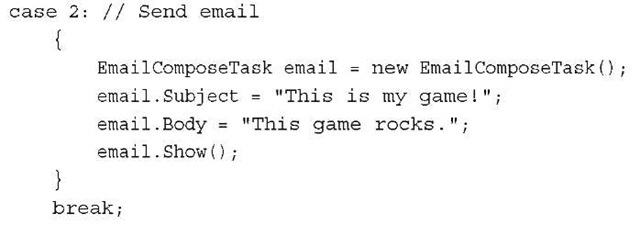 case 2: // Send email
{
EmailComposeTask email = new EmailComposeTask();
email.Subject = "This is my game!";
email.Body = "This game rocks.";
email.Show();
}
break;